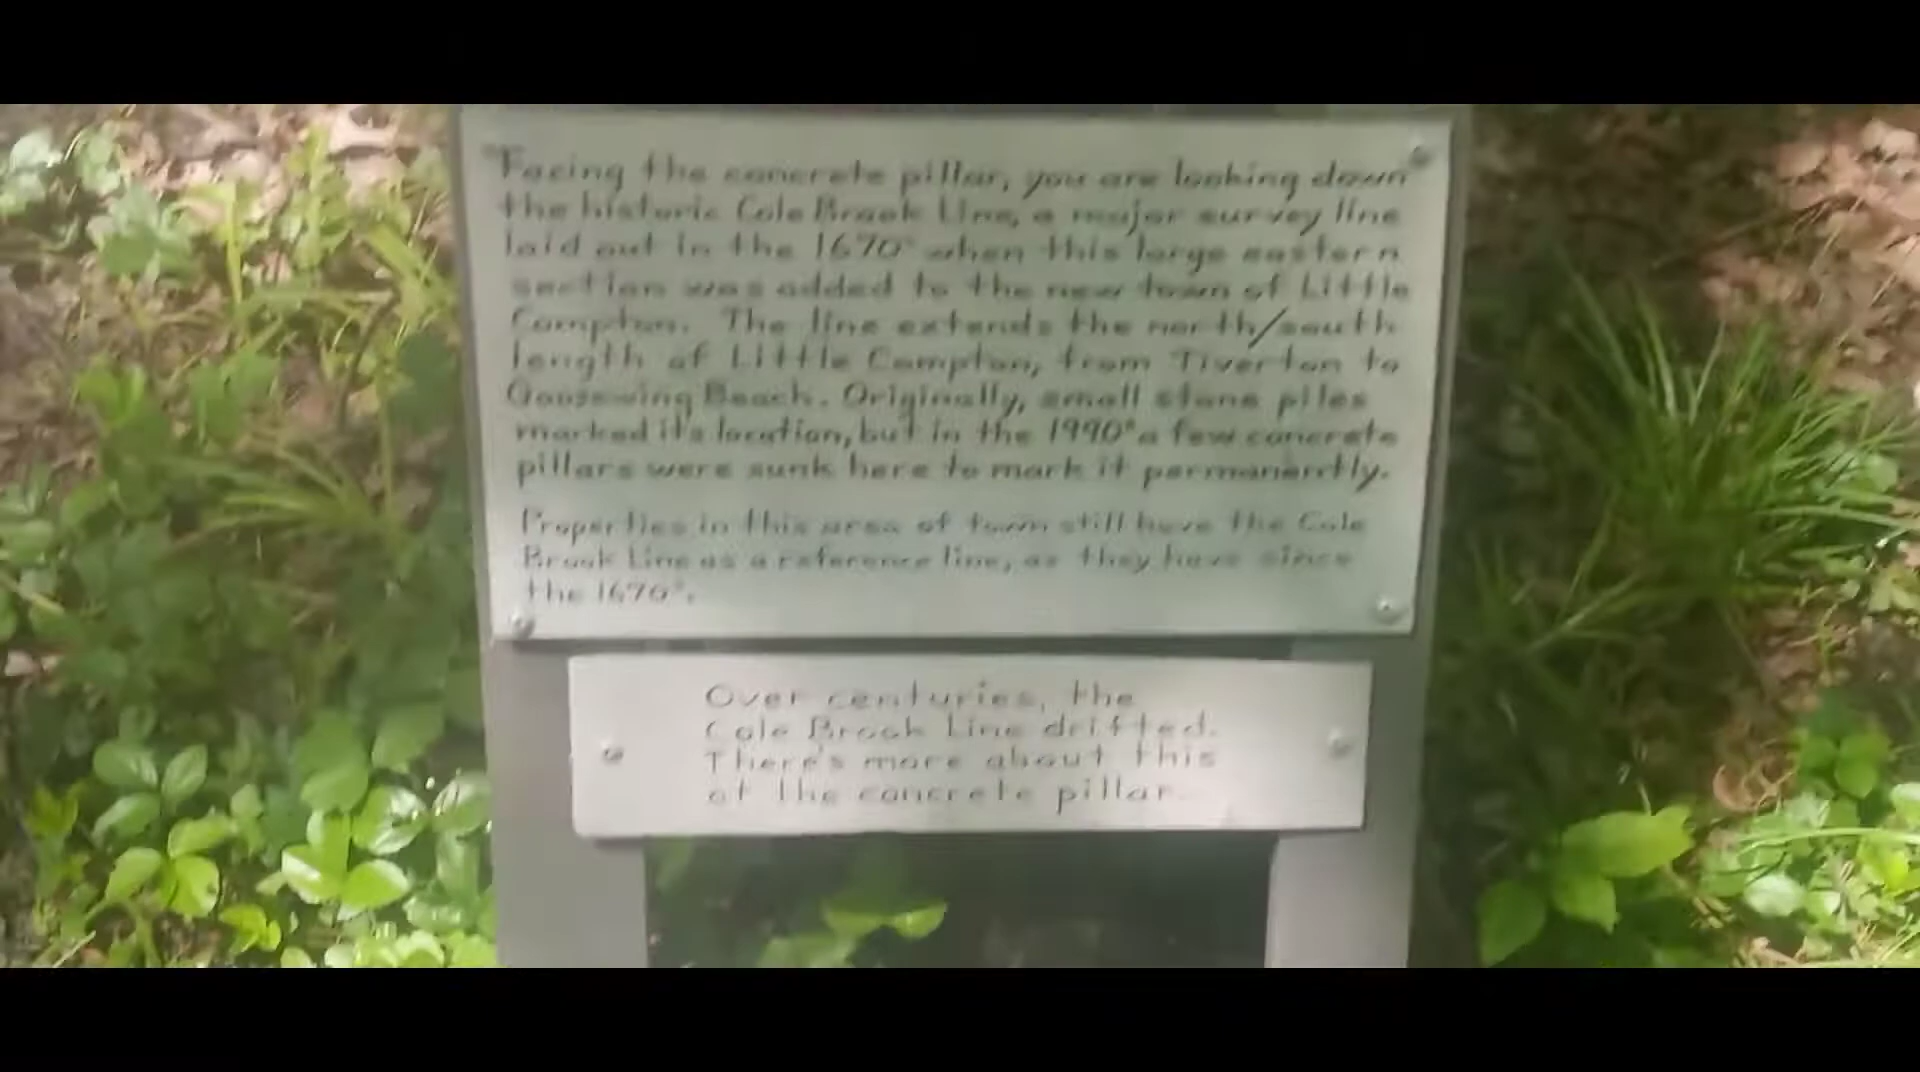 Facing the concrete pillar, you are looking down
the historic Cole Brook Line, a major survey line
laid out in the 1670s when this large eastern
section was added to the new town of Little
Compton. The line extends the north/south
length of Little Compton, from Tiverton to
Goosewing Beach. Originally, small stone piles
marked its location, but in the 1990s a few concrete
pillars were sunk here to mark it permanently.
Properties in this area of town still have the Cole
Brook Line as a reference line, as they have since
the 1670s.
Over centuries, the
Cole Brook Line drifted.
There's more about this
at the concrete pillar.